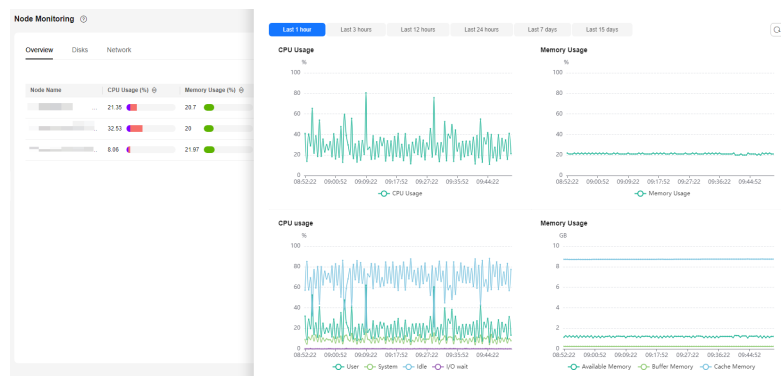 Node Monitoring
Overview Disks Network
Node Name CPU Usage (%) Memory Usage (%)
... 21.35 20.7
... 32.53 20
... 8.06 21.97
Last 1 hour Last 3 hours Last 12 hours Last 24 hours Last 7 days Last 15 days
CPU Usage
%
100
80
60
40
20
0
08:52:22 09:00:52 09:09:22 09:17:52 09:27:22 09:35:52 09:44:22
CPU Usage
Memory Usage
%
100
80
60
40
20
0
08:52:22 09:00:52 09:09:22 09:17:52 09:27:22 09:36:22 09:44:52
Memory Usage
CPU usage
%
100
80
60
40
20
0
08:52:22 09:00:52 09:09:22 09:17:52 09:27:22 09:35:52 09:44:22
User System Idle I/O wait
Memory Usage
GB
10
8
6
4
2
0
08:52:22 09:00:52 09:09:22 09:17:52 09:27:22 09:36:22 09:44:52
Available Memory Buffer Memory Cache Memory